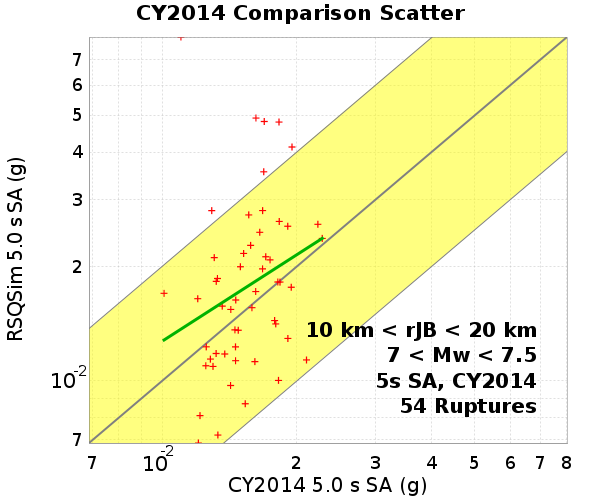 CY2014 Comparison Scatter
RSQSim 5.0 s SA (g)
7
6
5
4
3
2
10-2
7
10 km < rJB < 20 km
7 < Mw < 7.5
5s SA, CY2014
54 Ruptures
7 10-2 2 3 4 5 6 7 8
CY2014 5.0 s SA (g)